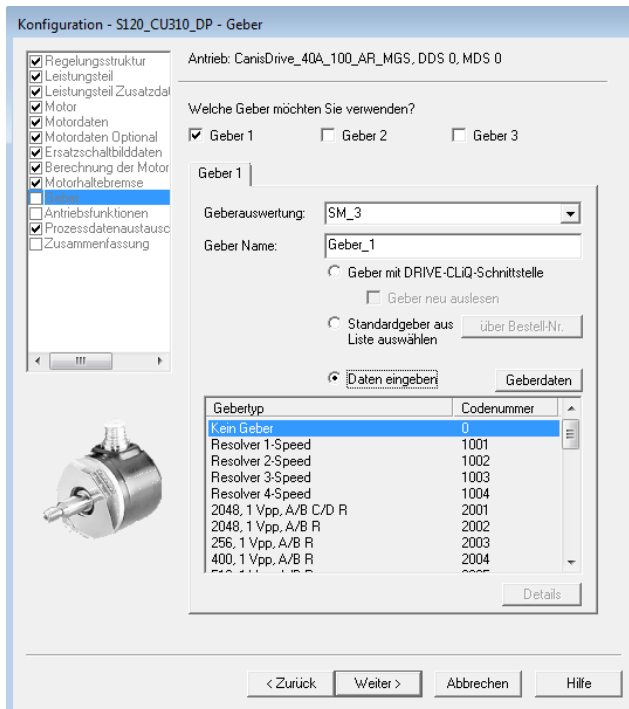 Konfiguration - S120_CU310_DP - Geber
Regelungsstruktur
Leistungsteil
Leistungsteil Zusatzdat
Motor
Motordaten
Motordaten Optional
Ersatzschaltbilddaten
Berechnung der Motor
Motorhaltebremse
Geber
Antriebsfunktionen
Prozessdatenaustausc
Zusammenfassung
Antrieb: CanisDrive_40A_100_AR_MGS, DDS 0, MDS 0
Welche Geber möchten Sie verwenden?
Geber 1 Geber 2 Geber 3
Geber 1
Geberauswertung: SM_3
Geber Name: Geber_1
Geber mit DRIVE-CLiQ-Schnittstelle
Geber neu auslesen
Standardgeber aus
Liste auswählen
über Bestell-Nr.
Daten eingeben Geberdaten
Gebertyp Codenummer
Kein Geber 0
Resolver 1-Speed 1001
Resolver 2-Speed 1002
Resolver 3-Speed 1003
Resolver 4-Speed 1004
2048, 1 Vpp, A/B C/D R 2001
2048, 1 Vpp, A/B R 2002
256, 1 Vpp, A/B R 2003
400, 1 Vpp, A/B R 2004
Details
< Zurück Weiter > Abbrechen Hilfe